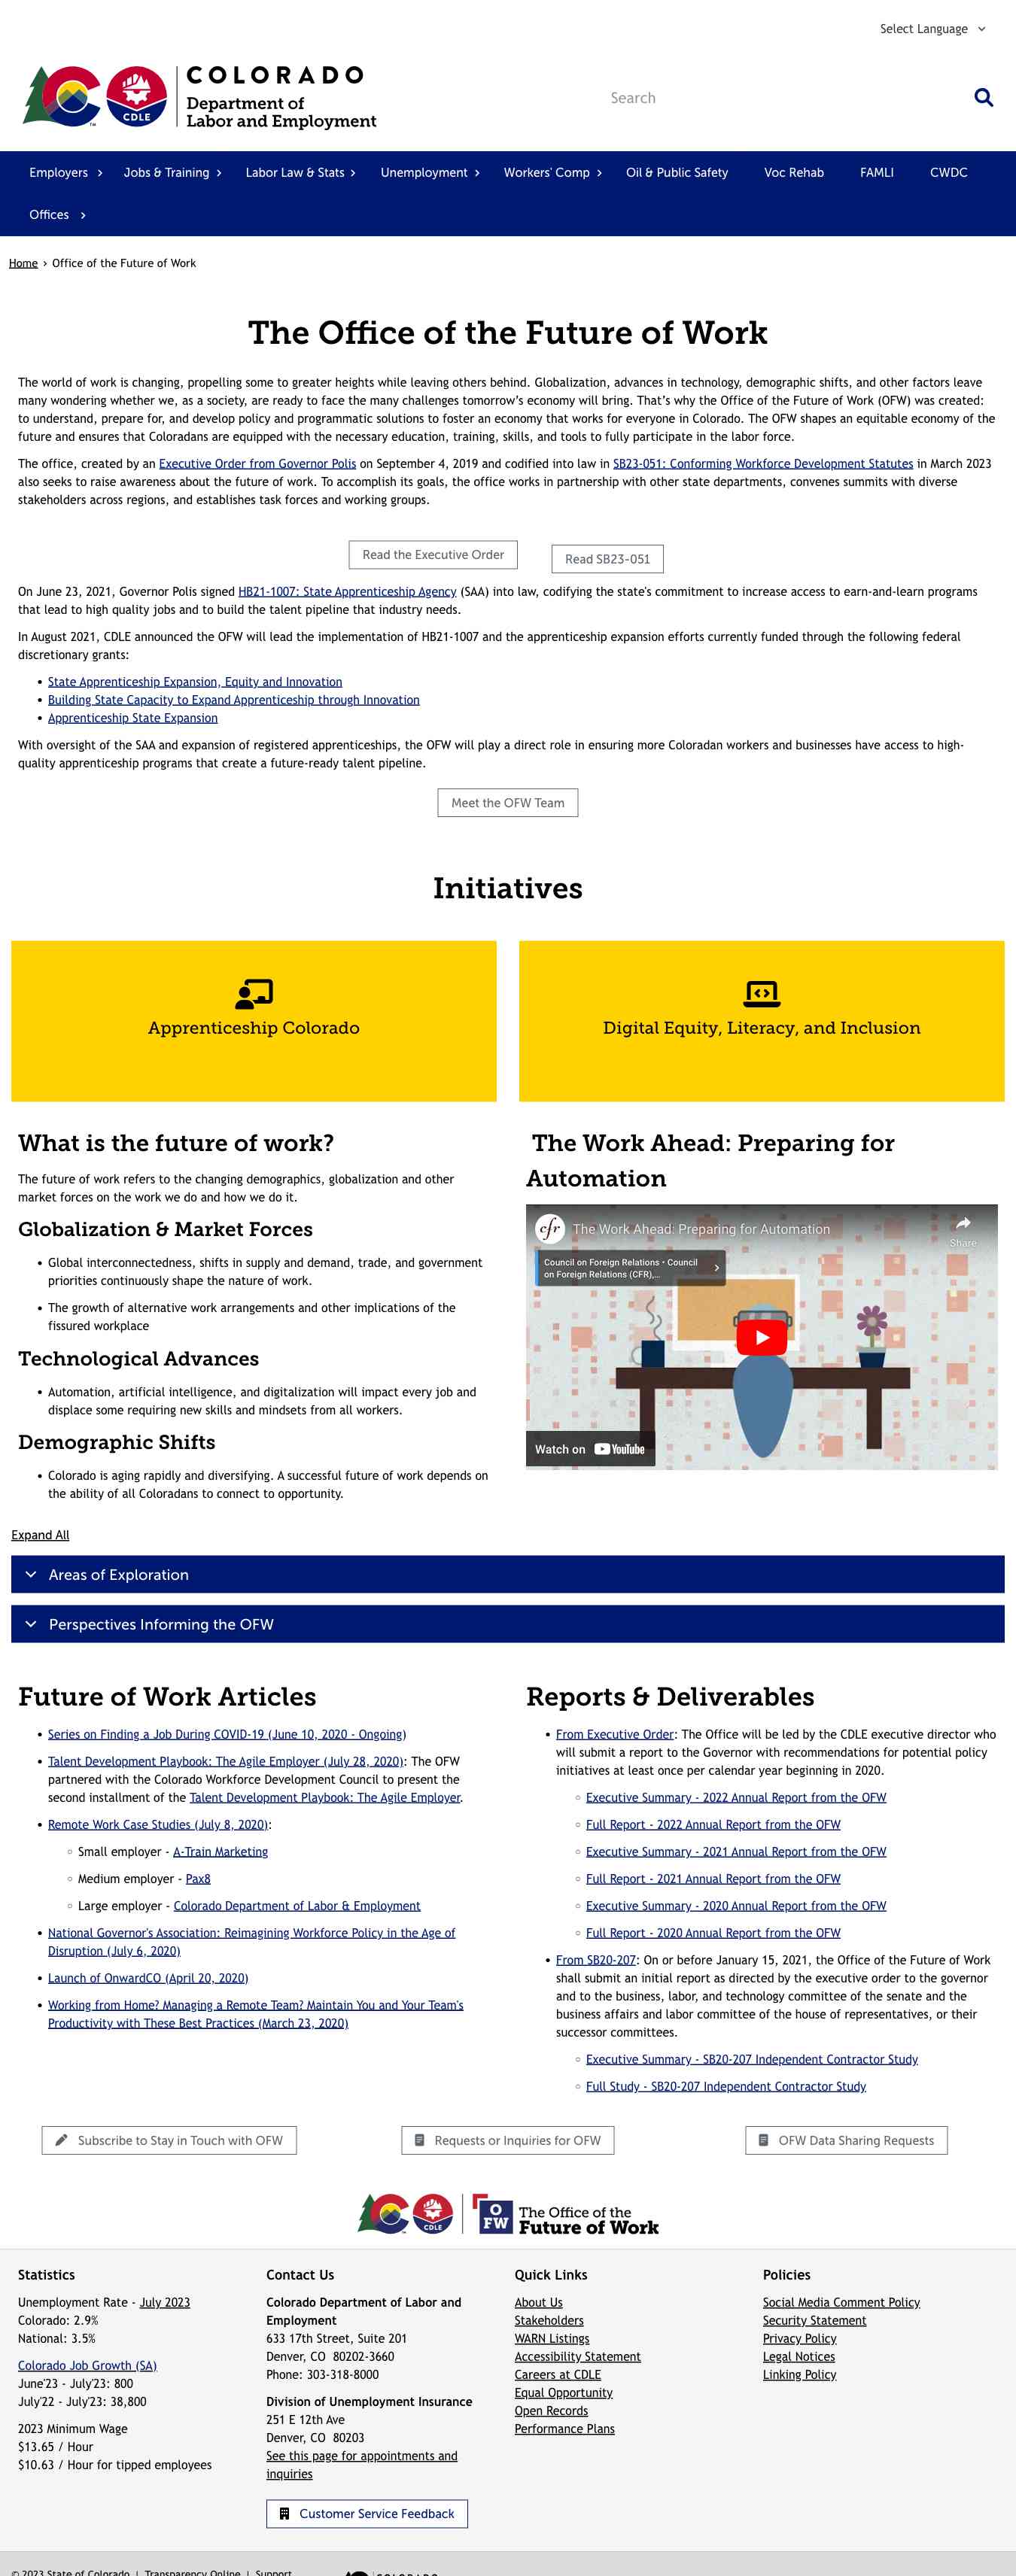 Select Language
COLORADO
Department of
Labor and Employment
CDLE
Search
Employers
Jobs & Training
Labor Law & Stats
Unemployment
Workers' Comp
Oil & Public Safety
Voc Rehab
FAMLI
CWDC
Offices
Home › Office of the Future of Work
The Office of the Future of Work
The world of work is changing, propelling some to greater heights while leaving others behind. Globalization, advances in technology, demographic shifts, and other factors leave
many wondering whether we, as a society, are ready to face the many challenges tomorrow's economy will bring. That's why the Office of the Future of Work (OFW) was created:
to understand, prepare for, and develop policy and programmatic solutions to foster an economy that works for everyone in Colorado. The OFW shapes an equitable economy of the
future and ensures that Coloradans are equipped with the necessary education, training, skills, and tools to fully participate in the labor force.
The office, created by an Executive Order from Governor Polis on September 4, 2019 and codified into law in SB23-051: Conforming Workforce Development Statutes in March 2023
also seeks to raise awareness about the future of work. To accomplish its goals, the office works in partnership with other state departments, convenes summits with diverse
stakeholders across regions, and establishes task forces and working groups.
Read the Executive Order
Read SB23-051
On June 23, 2021, Governor Polis signed HB21-1007: State Apprenticeship Agency (SAA) into law, codifying the state's commitment to increase access to earn-and-learn programs
that lead to high quality jobs and to build the talent pipeline that industry needs.
In August 2021, CDLE announced the OFW will lead the implementation of HB21-1007 and the apprenticeship expansion efforts currently funded through the following federal
discretionary grants:
• State Apprenticeship Expansion, Equity and Innovation
• Building State Capacity to Expand Apprenticeship through Innovation
• Apprenticeship State Expansion
With oversight of the SAA and expansion of registered apprenticeships, the OFW will play a direct role in ensuring more Coloradan workers and businesses have access to high-
quality apprenticeship programs that create a future-ready talent pipeline.
Meet the OFW Team
Initiatives
Apprenticeship Colorado
Digital Equity, Literacy, and Inclusion
What is the future of work?
The future of work refers to the changing demographics, globalization and other
market forces on the work we do and how we do it.
Globalization & Market Forces
• Global interconnectedness, shifts in supply and demand, trade, and government
priorities continuously shape the nature of work.
• The growth of alternative work arrangements and other implications of the
fissured workplace
Technological Advances
• Automation, artificial intelligence, and digitalization will impact every job and
displace some requiring new skills and mindsets from all workers.
Demographic Shifts
• Colorado is aging rapidly and diversifying. A successful future of work depends on
the ability of all Coloradans to connect to opportunity.
The Work Ahead: Preparing for
Automation
cfr
The Work Ahead: Preparing for Automation
Share
Council on Foreign Relations • Council
on Foreign Relations (CFR),...
Watch on YouTube
Expand All
Areas of Exploration
Perspectives Informing the OFW
Future of Work Articles
• Series on Finding a Job During COVID-19 (June 10, 2020 - Ongoing)
• Talent Development Playbook: The Agile Employer (July 28, 2020): The OFW
partnered with the Colorado Workforce Development Council to present the
second installment of the Talent Development Playbook: The Agile Employer.
• Remote Work Case Studies (July 8, 2020):
○ Small employer - A-Train Marketing
○ Medium employer - Pax8
○ Large employer - Colorado Department of Labor & Employment
• National Governor's Association: Reimagining Workforce Policy in the Age of
Disruption (July 6, 2020)
• Launch of OnwardCO (April 20, 2020)
• Working from Home? Managing a Remote Team? Maintain You and Your Team's
Productivity with These Best Practices (March 23, 2020)
Reports & Deliverables
• From Executive Order: The Office will be led by the CDLE executive director who
will submit a report to the Governor with recommendations for potential policy
initiatives at least once per calendar year beginning in 2020.
○ Executive Summary - 2022 Annual Report from the OFW
○ Full Report - 2022 Annual Report from the OFW
○ Executive Summary - 2021 Annual Report from the OFW
○ Full Report - 2021 Annual Report from the OFW
○ Executive Summary - 2020 Annual Report from the OFW
○ Full Report - 2020 Annual Report from the OFW
• From SB20-207: On or before January 15, 2021, the Office of the Future of Work
shall submit an initial report as directed by the executive order to the governor
and to the business, labor, and technology committee of the senate and the
business affairs and labor committee of the house of representatives, or their
successor committees.
○ Executive Summary - SB20-207 Independent Contractor Study
○ Full Study - SB20-207 Independent Contractor Study
Subscribe to Stay in Touch with OFW
Requests or Inquiries for OFW
OFW Data Sharing Requests
CDLE
OFW
The Office of the
Future of Work
Statistics
Unemployment Rate - July 2023
Colorado: 2.9%
National: 3.5%
Colorado Job Growth (SA)
June'23 - July'23: 800
July'22 - July'23: 38,800
2023 Minimum Wage
$13.65 / Hour
$10.63 / Hour for tipped employees
Contact Us
Colorado Department of Labor and
Employment
633 17th Street, Suite 201
Denver, CO 80202-3660
Phone: 303-318-8000
Division of Unemployment Insurance
251 E 12th Ave
Denver, CO 80203
See this page for appointments and
inquiries
Customer Service Feedback
Quick Links
About Us
Stakeholders
WARN Listings
Accessibility Statement
Careers at CDLE
Equal Opportunity
Open Records
Performance Plans
Policies
Social Media Comment Policy
Security Statement
Privacy Policy
Legal Notices
Linking Policy
© 2023 State of Colorado | Transparency Online | Support
COLORADO